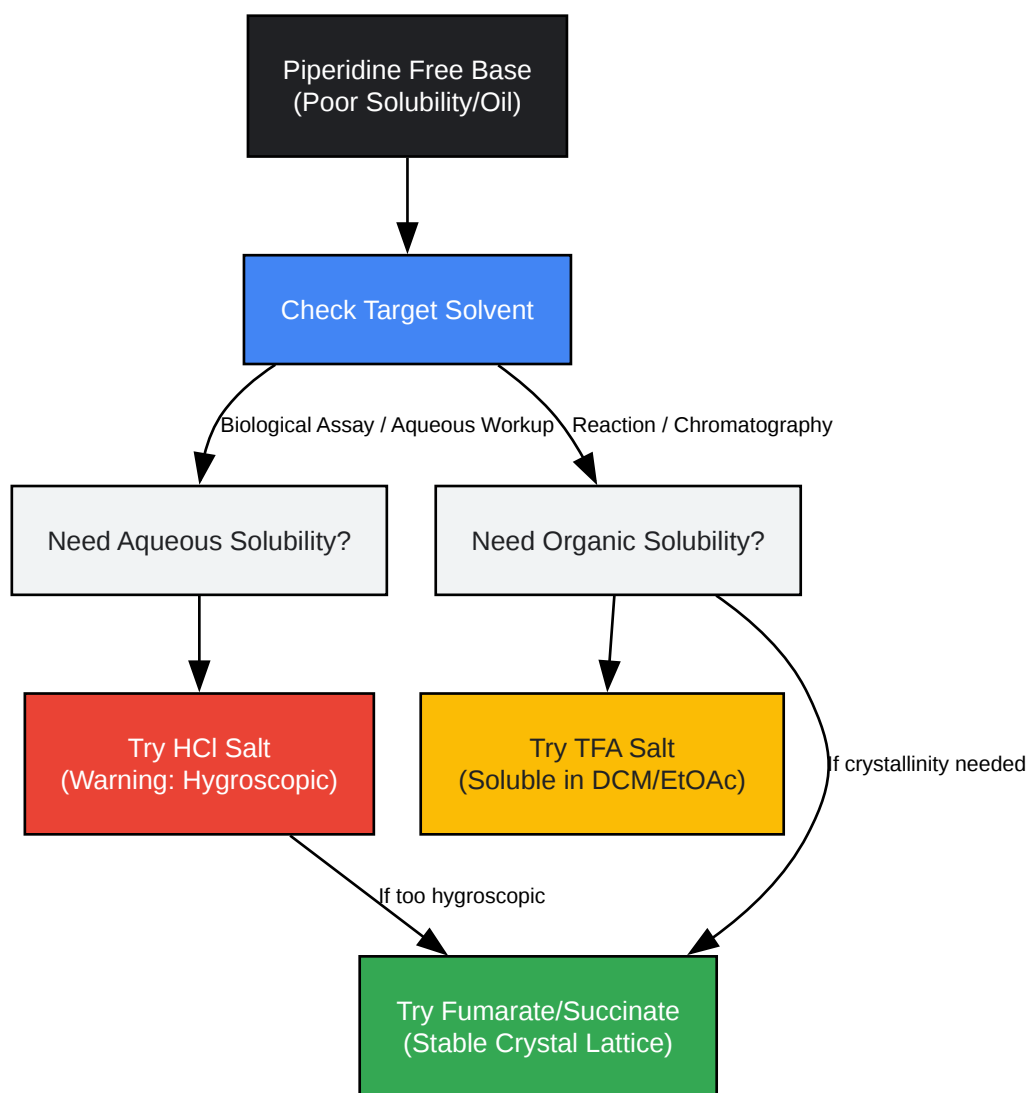 Piperidine Free Base
(Poor Solubility/Oil)
Check Target Solvent
Biological Assay / Aqueous Workup
Reaction / Chromatography
Need Aqueous Solubility?
Need Organic Solubility?
Try HCl Salt
(Warning: Hygroscopic)
Try TFA Salt
(Soluble in DCM/EtOAc)
If crystallinity needed
If too hygroscopic
Try Fumarate/Succinate
(Stable Crystal Lattice)